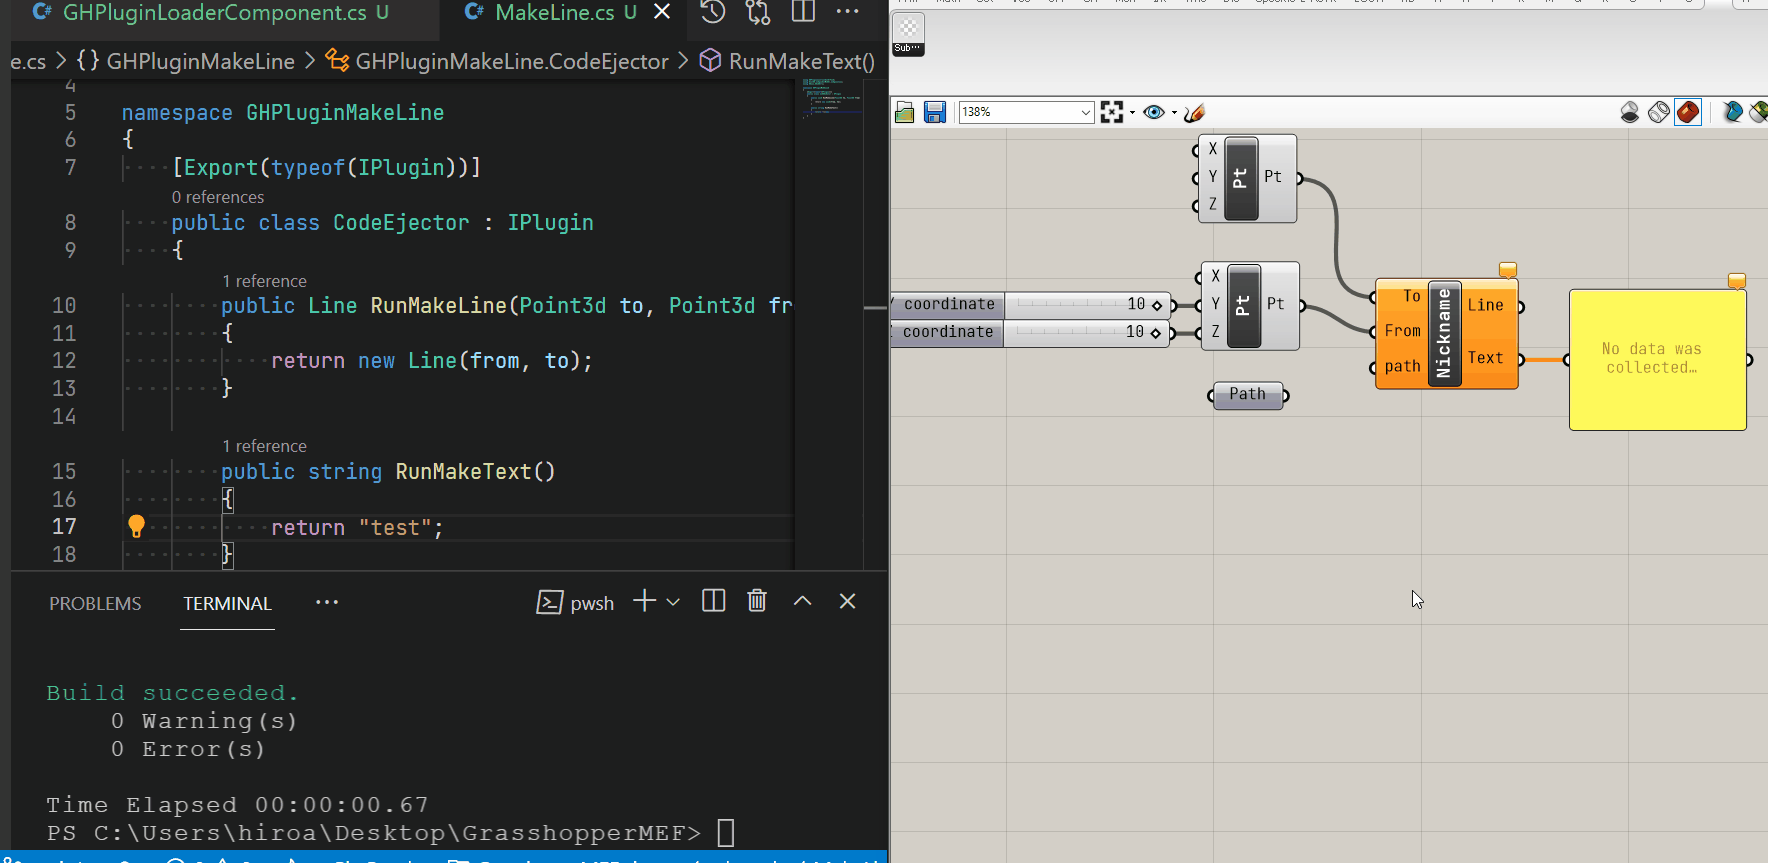 GHPluginLoaderComponent.cs U
MakeLine.cs U
e.cs > {} GHPluginMakeLine > GHPluginMakeLine.CodeEjector > RunMakeText()
4
5 namespace GHPluginMakeLine
6 {
7 [Export(typeof(IPlugin))]
0 references
8 public class CodeEjector : IPlugin
9 {
1 reference
10 public Line RunMakeLine(Point3d to, Point3d fr
11 {
12 return new Line(from, to);
13 }
14
1 reference
15 public string RunMakeText()
16 {
17 return "test";
18 }
PROBLEMS TERMINAL ...
pwsh
Build succeeded.
0 Warning(s)
0 Error(s)
Time Elapsed 00:00:00.67
PS C:\Users\hiroa\Desktop\GrasshopperMEF>
Sub...
138%
X
Y
Z
Pt
Pt
X
Y
Z
Pt
Pt
coordinate 10
coordinate 10
Path
To
From
path
Nickname
Line
Text
No data was
collected…